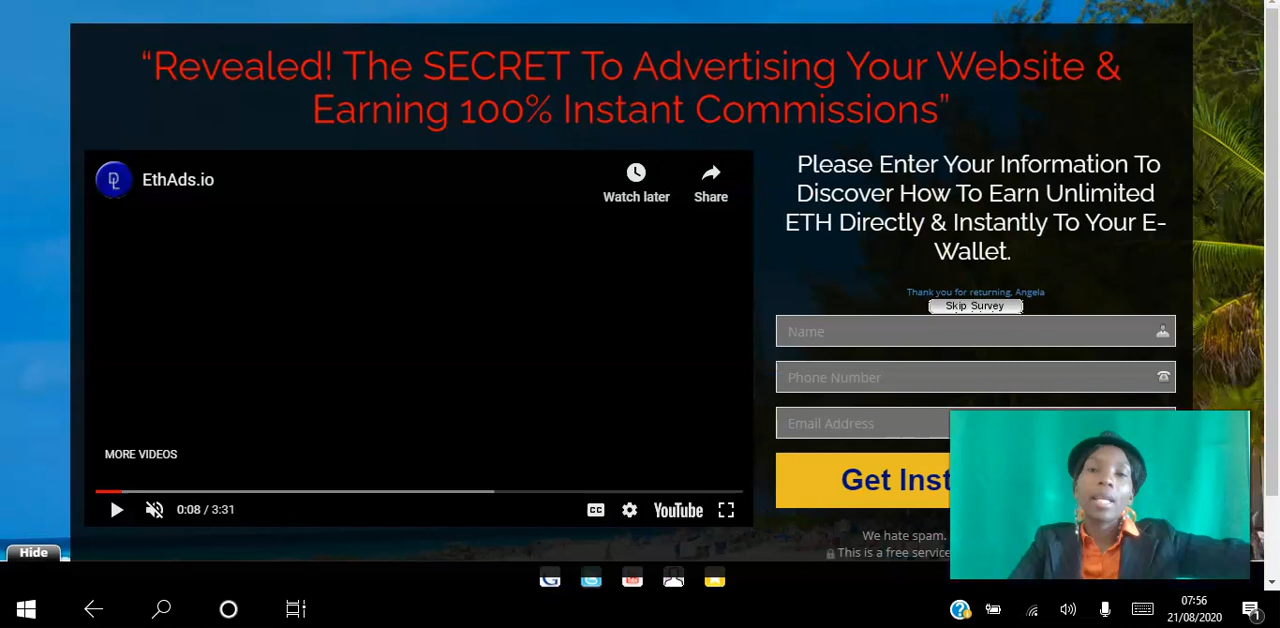 “Revealed! The SECRET To Advertising Your Website &
Earning 100% Instant Commissions”
EthAds.io
Watch later
Share
MORE VIDEOS
0:08 / 3:31
CC
YouTube
Please Enter Your Information To
Discover How To Earn Unlimited
ETH Directly & Instantly To Your E-
Wallet.
Thank you for returning, Angela
Skip Survey
Name
Phone Number
Email Address
Get Inst
We hate spam.
This is a free service
Hide
07:56
21/08/2020